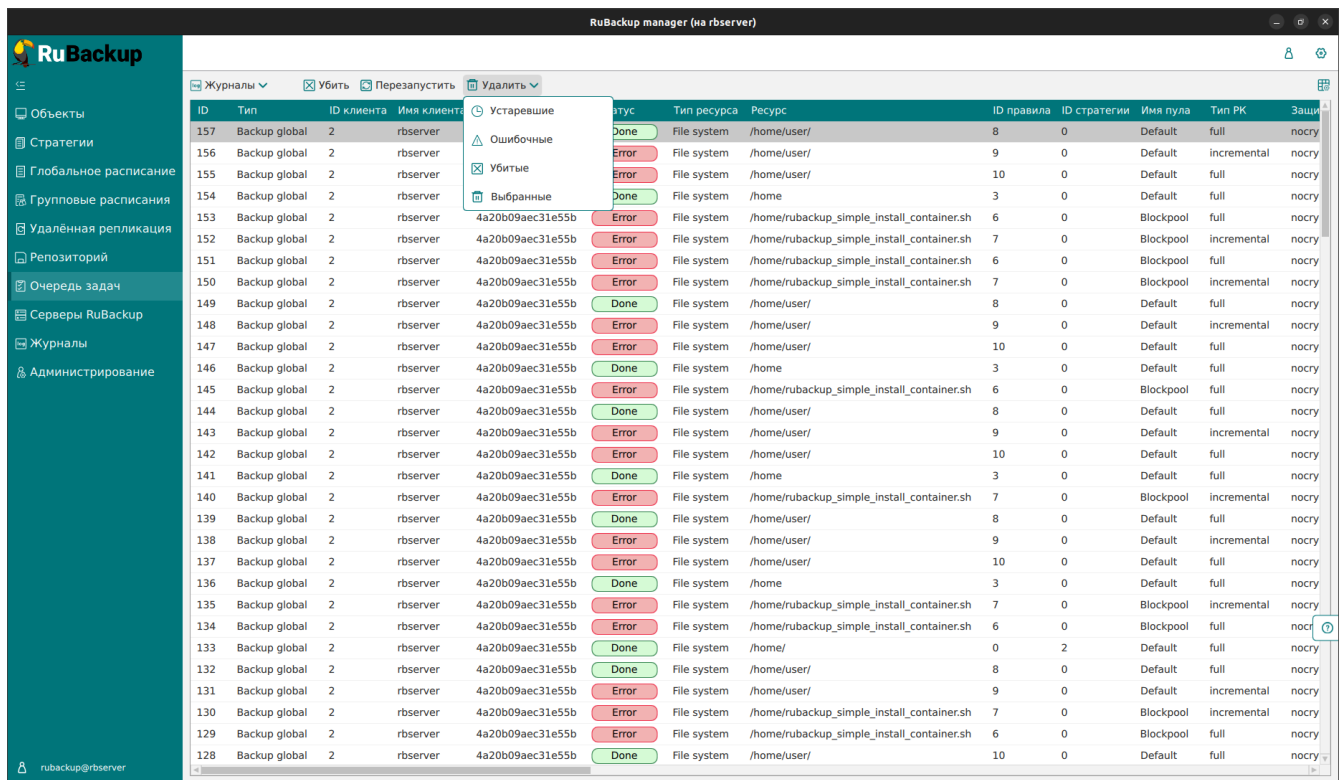 RuBackup manager (на rbserver)
RuBackup
Журналы Убить Перезапустить Удалить
Объекты
Стратегии
Глобальное расписание
Групповые расписания
Удалённая репликация
Репозиторий
Очередь задач
Серверы RuBackup
Журналы
Администрирование
rubackup@rbserver
Устаревшие
Ошибочные
Убитые
Выбранные
ID Тип ID клиента Имя клиента атус Тип ресурса Ресурс ID правила ID стратегии Имя пула Тип РК Защи
157 Backup global 2 rbserver Done File system /home/user/ 8 0 Default full nocry
156 Backup global 2 rbserver Error File system /home/user/ 9 0 Default incremental nocry
155 Backup global 2 rbserver Error File system /home/user/ 10 0 Default full nocry
154 Backup global 2 rbserver Done File system /home 3 0 Default full nocry
153 Backup global 2 rbserver 4a20b09aec31e55b Error File system /home/rubackup_simple_install_container.sh 6 0 Blockpool full nocry
152 Backup global 2 rbserver 4a20b09aec31e55b Error File system /home/rubackup_simple_install_container.sh 7 0 Blockpool incremental nocry
151 Backup global 2 rbserver 4a20b09aec31e55b Error File system /home/rubackup_simple_install_container.sh 6 0 Blockpool full nocry
150 Backup global 2 rbserver 4a20b09aec31e55b Error File system /home/rubackup_simple_install_container.sh 7 0 Blockpool incremental nocry
149 Backup global 2 rbserver 4a20b09aec31e55b Done File system /home/user/ 8 0 Default full nocry
148 Backup global 2 rbserver 4a20b09aec31e55b Error File system /home/user/ 9 0 Default incremental nocry
147 Backup global 2 rbserver 4a20b09aec31e55b Error File system /home/user/ 10 0 Default full nocry
146 Backup global 2 rbserver 4a20b09aec31e55b Done File system /home 3 0 Default full nocry
145 Backup global 2 rbserver 4a20b09aec31e55b Error File system /home/rubackup_simple_install_container.sh 6 0 Blockpool full nocry
144 Backup global 2 rbserver 4a20b09aec31e55b Done File system /home/user/ 8 0 Default full nocry
143 Backup global 2 rbserver 4a20b09aec31e55b Error File system /home/user/ 9 0 Default incremental nocry
142 Backup global 2 rbserver 4a20b09aec31e55b Error File system /home/user/ 10 0 Default full nocry
141 Backup global 2 rbserver 4a20b09aec31e55b Done File system /home 3 0 Default full nocry
140 Backup global 2 rbserver 4a20b09aec31e55b Error File system /home/rubackup_simple_install_container.sh 7 0 Blockpool incremental nocry
139 Backup global 2 rbserver 4a20b09aec31e55b Done File system /home/user/ 8 0 Default full nocry
138 Backup global 2 rbserver 4a20b09aec31e55b Error File system /home/user/ 9 0 Default incremental nocry
137 Backup global 2 rbserver 4a20b09aec31e55b Error File system /home/user/ 10 0 Default full nocry
136 Backup global 2 rbserver 4a20b09aec31e55b Done File system /home 3 0 Default full nocry
135 Backup global 2 rbserver 4a20b09aec31e55b Error File system /home/rubackup_simple_install_container.sh 7 0 Blockpool incremental nocry
134 Backup global 2 rbserver 4a20b09aec31e55b Error File system /home/rubackup_simple_install_container.sh 6 0 Blockpool full nocr
133 Backup global 2 rbserver 4a20b09aec31e55b Done File system /home/ 0 2 Default full nocry
132 Backup global 2 rbserver 4a20b09aec31e55b Done File system /home/user/ 8 0 Default full nocry
131 Backup global 2 rbserver 4a20b09aec31e55b Error File system /home/user/ 9 0 Default incremental nocry
130 Backup global 2 rbserver 4a20b09aec31e55b Error File system /home/rubackup_simple_install_container.sh 7 0 Blockpool incremental nocry
129 Backup global 2 rbserver 4a20b09aec31e55b Error File system /home/rubackup_simple_install_container.sh 6 0 Blockpool full nocry
128 Backup global 2 rbserver 4a20b09aec31e55b Done File system /home/user/ 10 0 Default full nocry